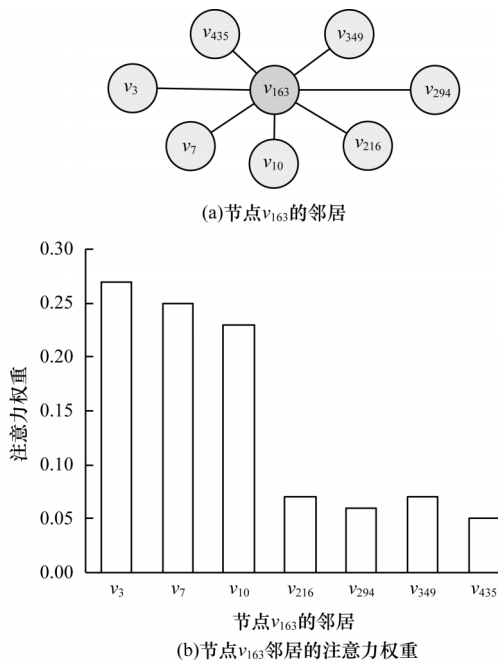 v435
v349
v3
v163
v294
v7
v10
v216
(a)节点v163的邻居
0.30
0.25
0.20
0.15
0.10
0.05
0.00
注意力权重
v3 v7 v10 v216 v294 v349 v435
节点v163的邻居
(b)节点v163邻居的注意力权重